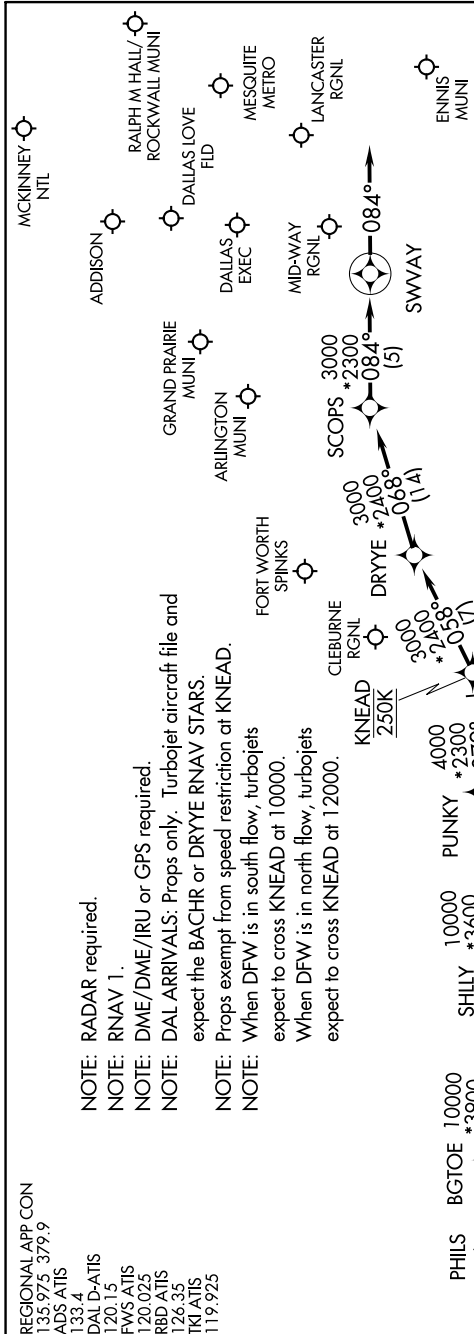 REGIONAL APP CON
135.975 379.9
ADS ATIS
133.4
DAL D-ATIS
120.15
FWS ATIS
120.025
RBD ATIS
126.35
TKI ATIS
119.925
NOTE: RADAR required.
NOTE: RNAV 1.
NOTE: DME/DME/IRU or GPS required.
NOTE: DAL ARRIVALS: Props only. Turbojet aircraft file and
expect the BACHR or DRYYE RNAV STARS.
NOTE: Props exempt from speed restriction at KNEAD.
NOTE: When DFW is in south flow, turbojets
expect to cross KNEAD at 10000.
When DFW is in north flow, turbojets
expect to cross KNEAD at 12000.
MCKINNEY
NTL
RALPH M HALL/
ROCKWALL MUNI
ADDISON
DALLAS LOVE
FLD
MESQUITE
METRO
DALLAS
EXEC
LANCASTER
RGNL
GRAND PRAIRIE
MUNI
ARLINGTON
MUNI
MID-WAY
RGNL
ENNIS
MUNI
FORT WORTH
SPINKS
CLEBURNE
RGNL
084°
SWVAY
SCOPS
3000
*2300
084°
(5)
DRYYE
3000
*2400
068°
(14)
3000
*2400
058°
(7)
KNEAD
250K
PUNKY
4000
*2300
SHLLY
10000
*3600
BGTOE
10000
*3900
PHILS